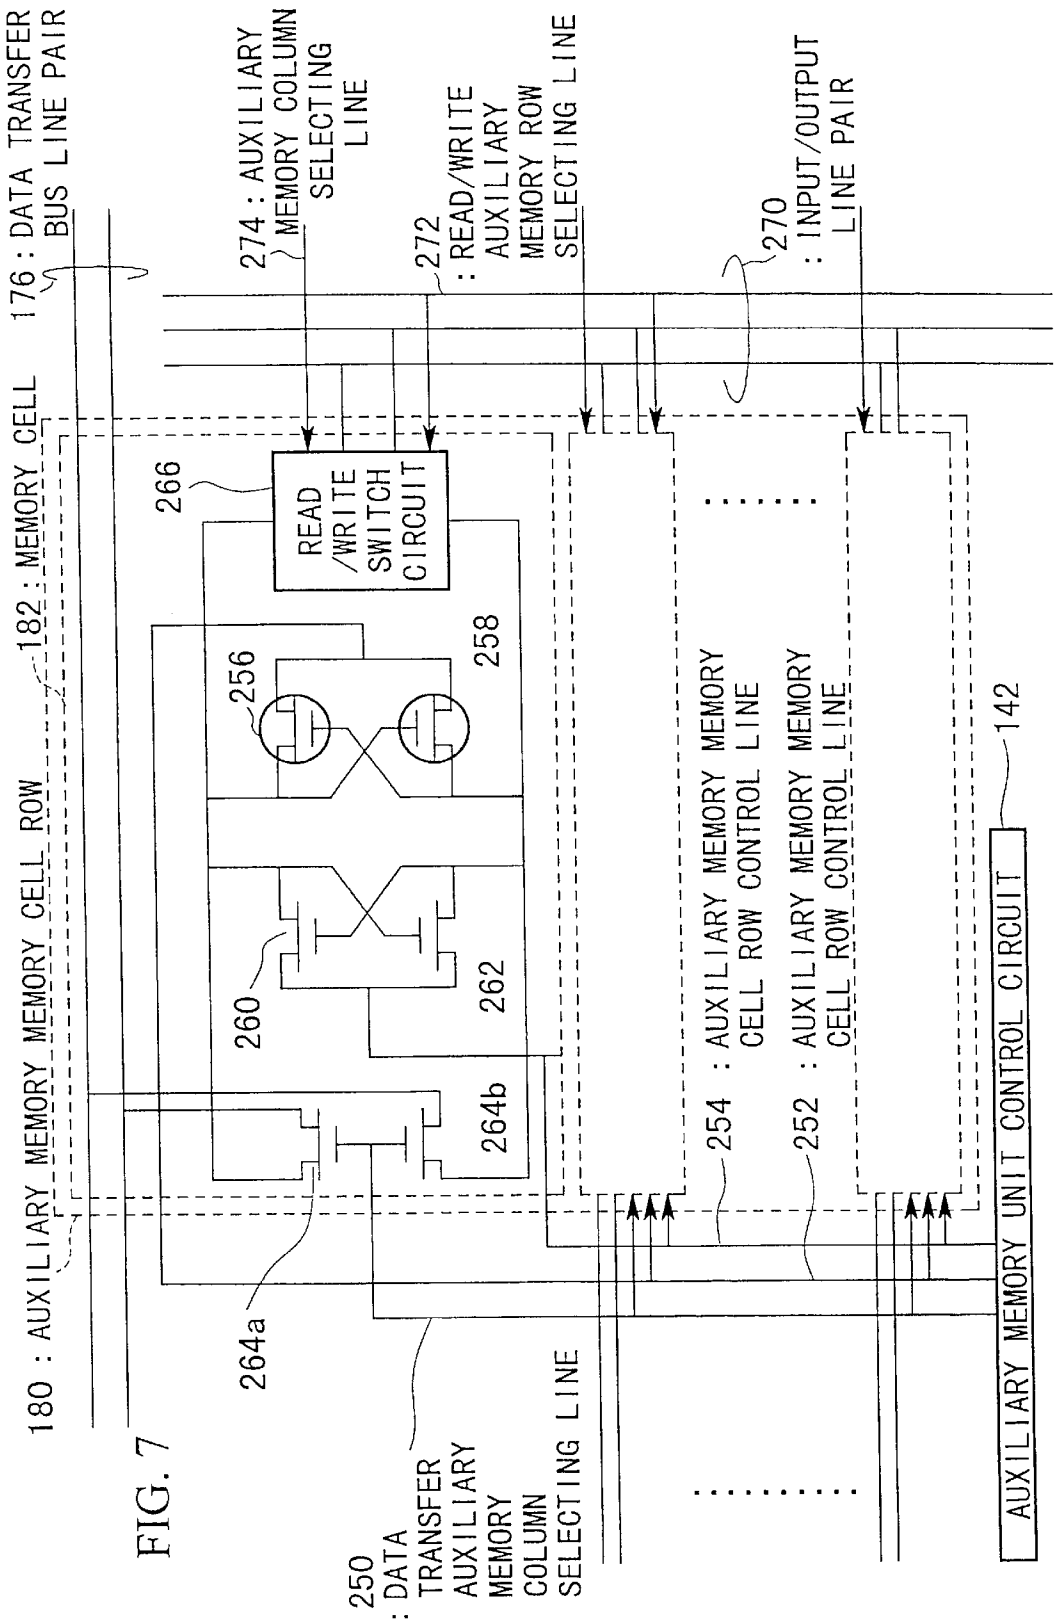 FIG. 7
180 : AUXILIARY MEMORY MEMORY CELL ROW
182 : MEMORY CELL
176 : DATA TRANSFER
BUS LINE PAIR
264a
264b
260
262
256
258
266
READ
/WRITE
SWITCH
CIRCUIT
274 : AUXILIARY
MEMORY COLUMN
SELECTING
LINE
272
: READ/WRITE
AUXILIARY
MEMORY ROW
SELECTING LINE
270
: INPUT/OUTPUT
LINE PAIR
250
: DATA
TRANSFER
AUXILIARY
MEMORY
COLUMN
SELECTING LINE
254 : AUXILIARY MEMORY MEMORY
CELL ROW CONTROL LINE
252 : AUXILIARY MEMORY MEMORY
CELL ROW CONTROL LINE
142
AUXILIARY MEMORY UNIT CONTROL CIRCUIT